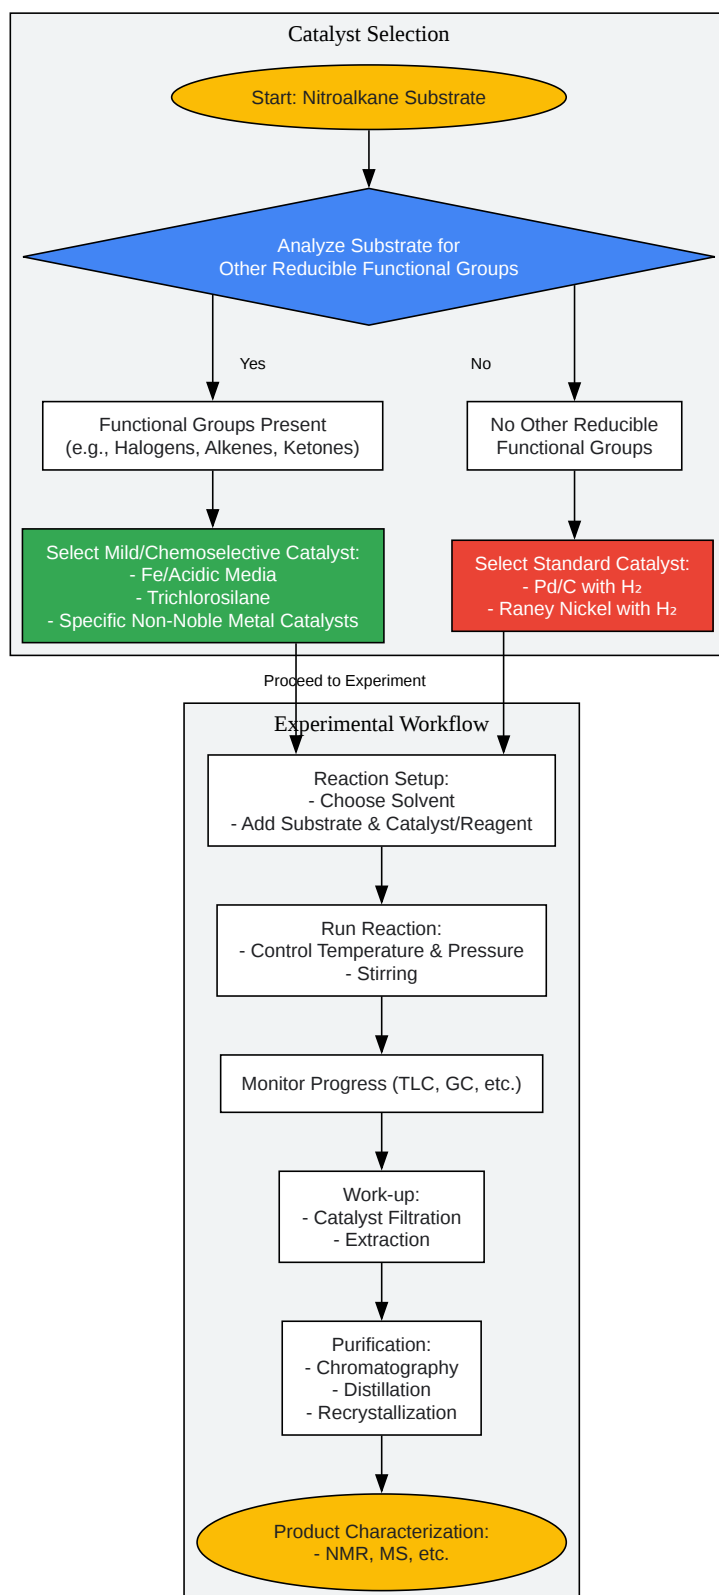 Catalyst Selection
Start: Nitroalkane Substrate
Analyze Substrate for
Other Reducible Functional Groups
Yes
No
Functional Groups Present
(e.g., Halogens, Alkenes, Ketones)
No Other Reducible
Functional Groups
Select Mild/Chemoselective Catalyst:
- Fe/Acidic Media
- Trichlorosilane
- Specific Non-Noble Metal Catalysts
Select Standard Catalyst:
- Pd/C with H₂
- Raney Nickel with H₂
Proceed to Experiment
Experimental Workflow
Reaction Setup:
- Choose Solvent
- Add Substrate & Catalyst/Reagent
Run Reaction:
- Control Temperature & Pressure
- Stirring
Monitor Progress (TLC, GC, etc.)
Work-up:
- Catalyst Filtration
- Extraction
Purification:
- Chromatography
- Distillation
- Recrystallization
Product Characterization:
- NMR, MS, etc.